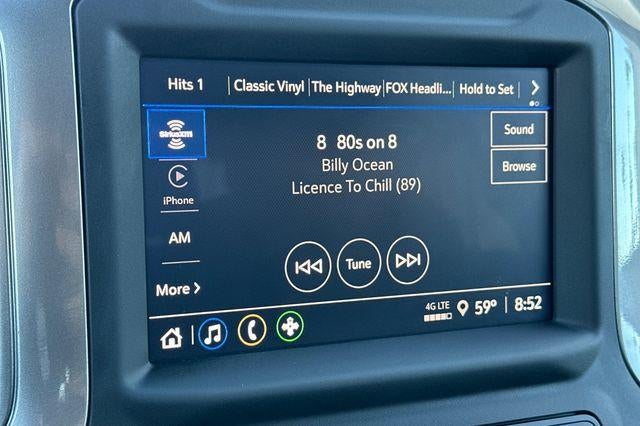 Hits 1 Classic Vinyl The Highway FOX Headli... Hold to Set >
SiriusXM
8 80s on 8
Sound
Billy Ocean
iPhone
Licence To Chill (89)
Browse
AM
Tune
More >
4G LTE 59° 8:52